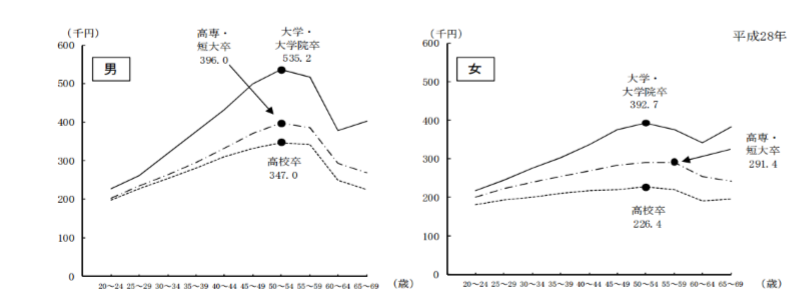 平成28年
(千円)
600
500
400
300
200
100
0
男
高専・
短大卒
396.0
大学・
大学院卒
535.2
高校卒
347.0
20～24 25～29 30～34 35～39 40～44 45～49 50～54 55～59 60～64 65～69 (歳)
(千円)
600
500
400
300
200
100
0
女
大学・
大学院卒
392.7
高専・
短大卒
291.4
高校卒
226.4
20～24 25～29 30～34 35～39 40～44 45～49 50～54 55～59 60～64 65～69 (歳)